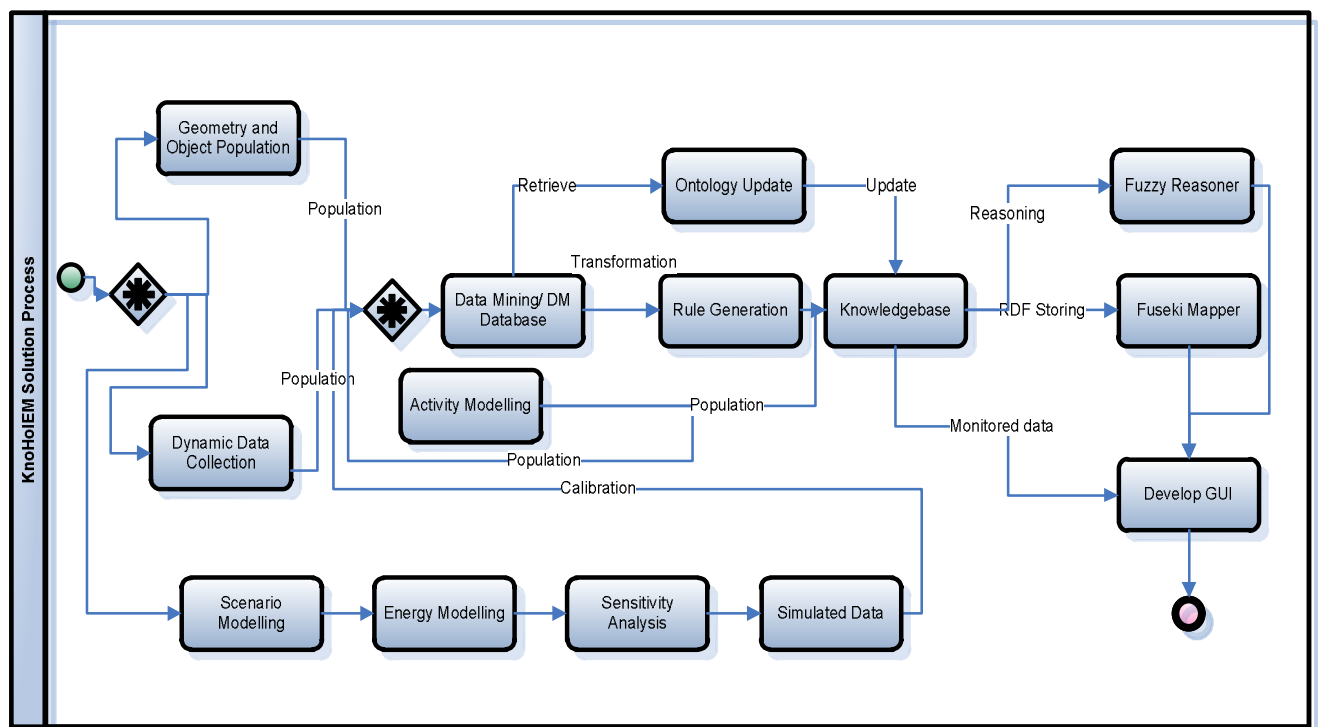 KnoHolEM Solution Process
Geometry and
Object Population
Population
Retrieve
Ontology Update
Update
Reasoning
Fuzzy Reasoner
Transformation
Data Mining/ DM
Database
Rule Generation
Knowledgebase
RDF Storing
Fuseki Mapper
Population
Activity Modelling
Population
Monitored data
Dynamic Data
Collection
Population
Calibration
Develop GUI
Scenario
Modelling
Energy Modelling
Sensitivity
Analysis
Simulated Data